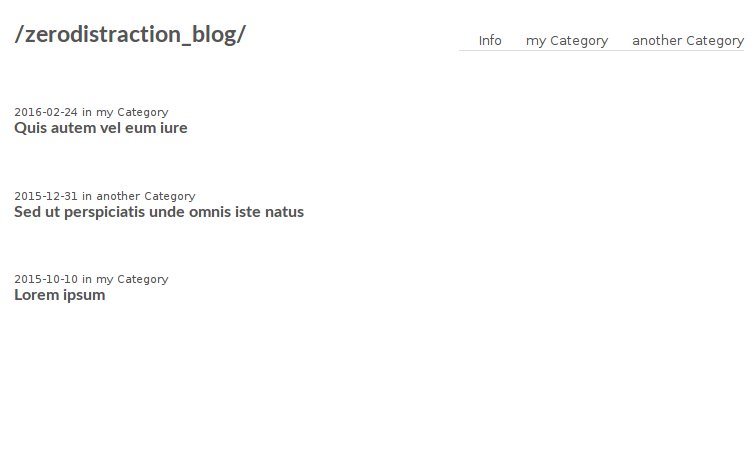 /zerodistraction_blog/
Info my Category another Category
2016-02-24 in my Category
Quis autem vel eum iure
2015-12-31 in another Category
Sed ut perspiciatis unde omnis iste natus
2015-10-10 in my Category
Lorem ipsum